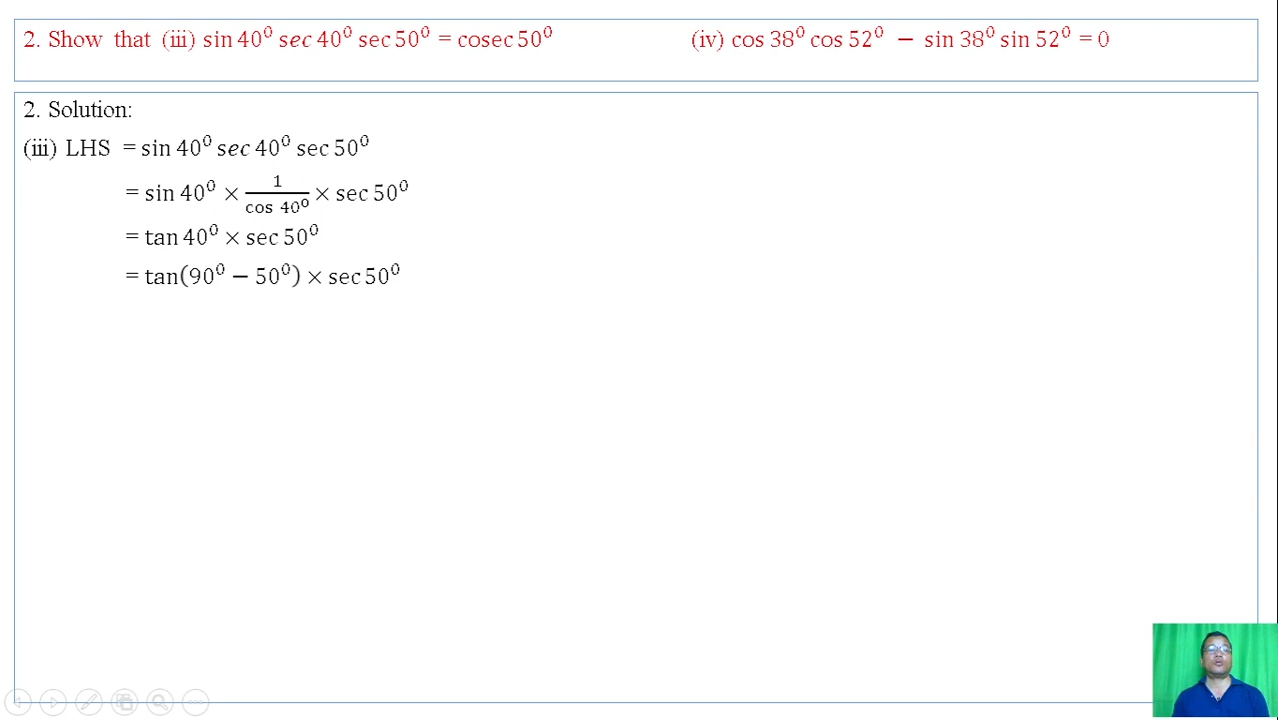 2. Show that (iii) sin 40⁰ sec 40⁰ sec 50⁰ = cosec 50⁰ (iv) cos 38⁰ cos 52⁰ − sin 38⁰ sin 52⁰ = 0
2. Solution:
(iii) LHS = sin 40⁰ sec 40⁰ sec 50⁰
= sin 40⁰ × 1/cos 40⁰ × sec 50⁰
= tan 40⁰ × sec 50⁰
= tan(90⁰ − 50⁰) × sec 50⁰